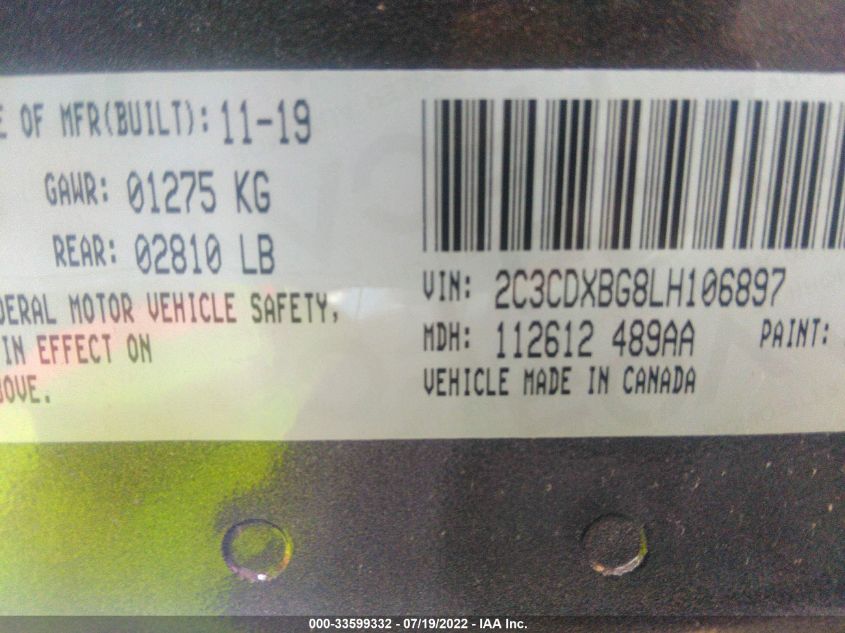 E OF MFR(BUILT): 11-19
GAWR: 01275 KG
REAR: 02810 LB
DERAL MOTOR VEHICLE SAFETY,
IN EFFECT ON
OVE.
VIN: 2C3CDXBG8LH106897
MDH: 112612 489AA PAINT:
VEHICLE MADE IN CANADA
000-33599332 - 07/19/2022 - IAA Inc.